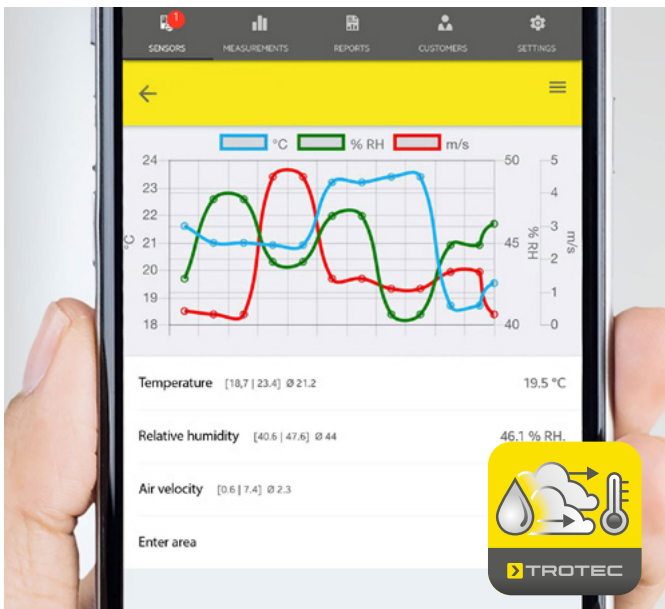 1
SENSORS MEASUREMENTS REPORTS CUSTOMERS SETTINGS
°C % RH m/s
24 50 5
23
22 4
21 45 3
20 2
19 1
18 40 0
°C
% RH
m/s
Temperature [18,7 | 23.4] Ø 21.2 19.5 °C
Relative humidity [40.6 | 47.6] Ø 44 46.1 % RH.
Air velocity [0.6 | 7.4] Ø 2.3
Enter area
TROTEC